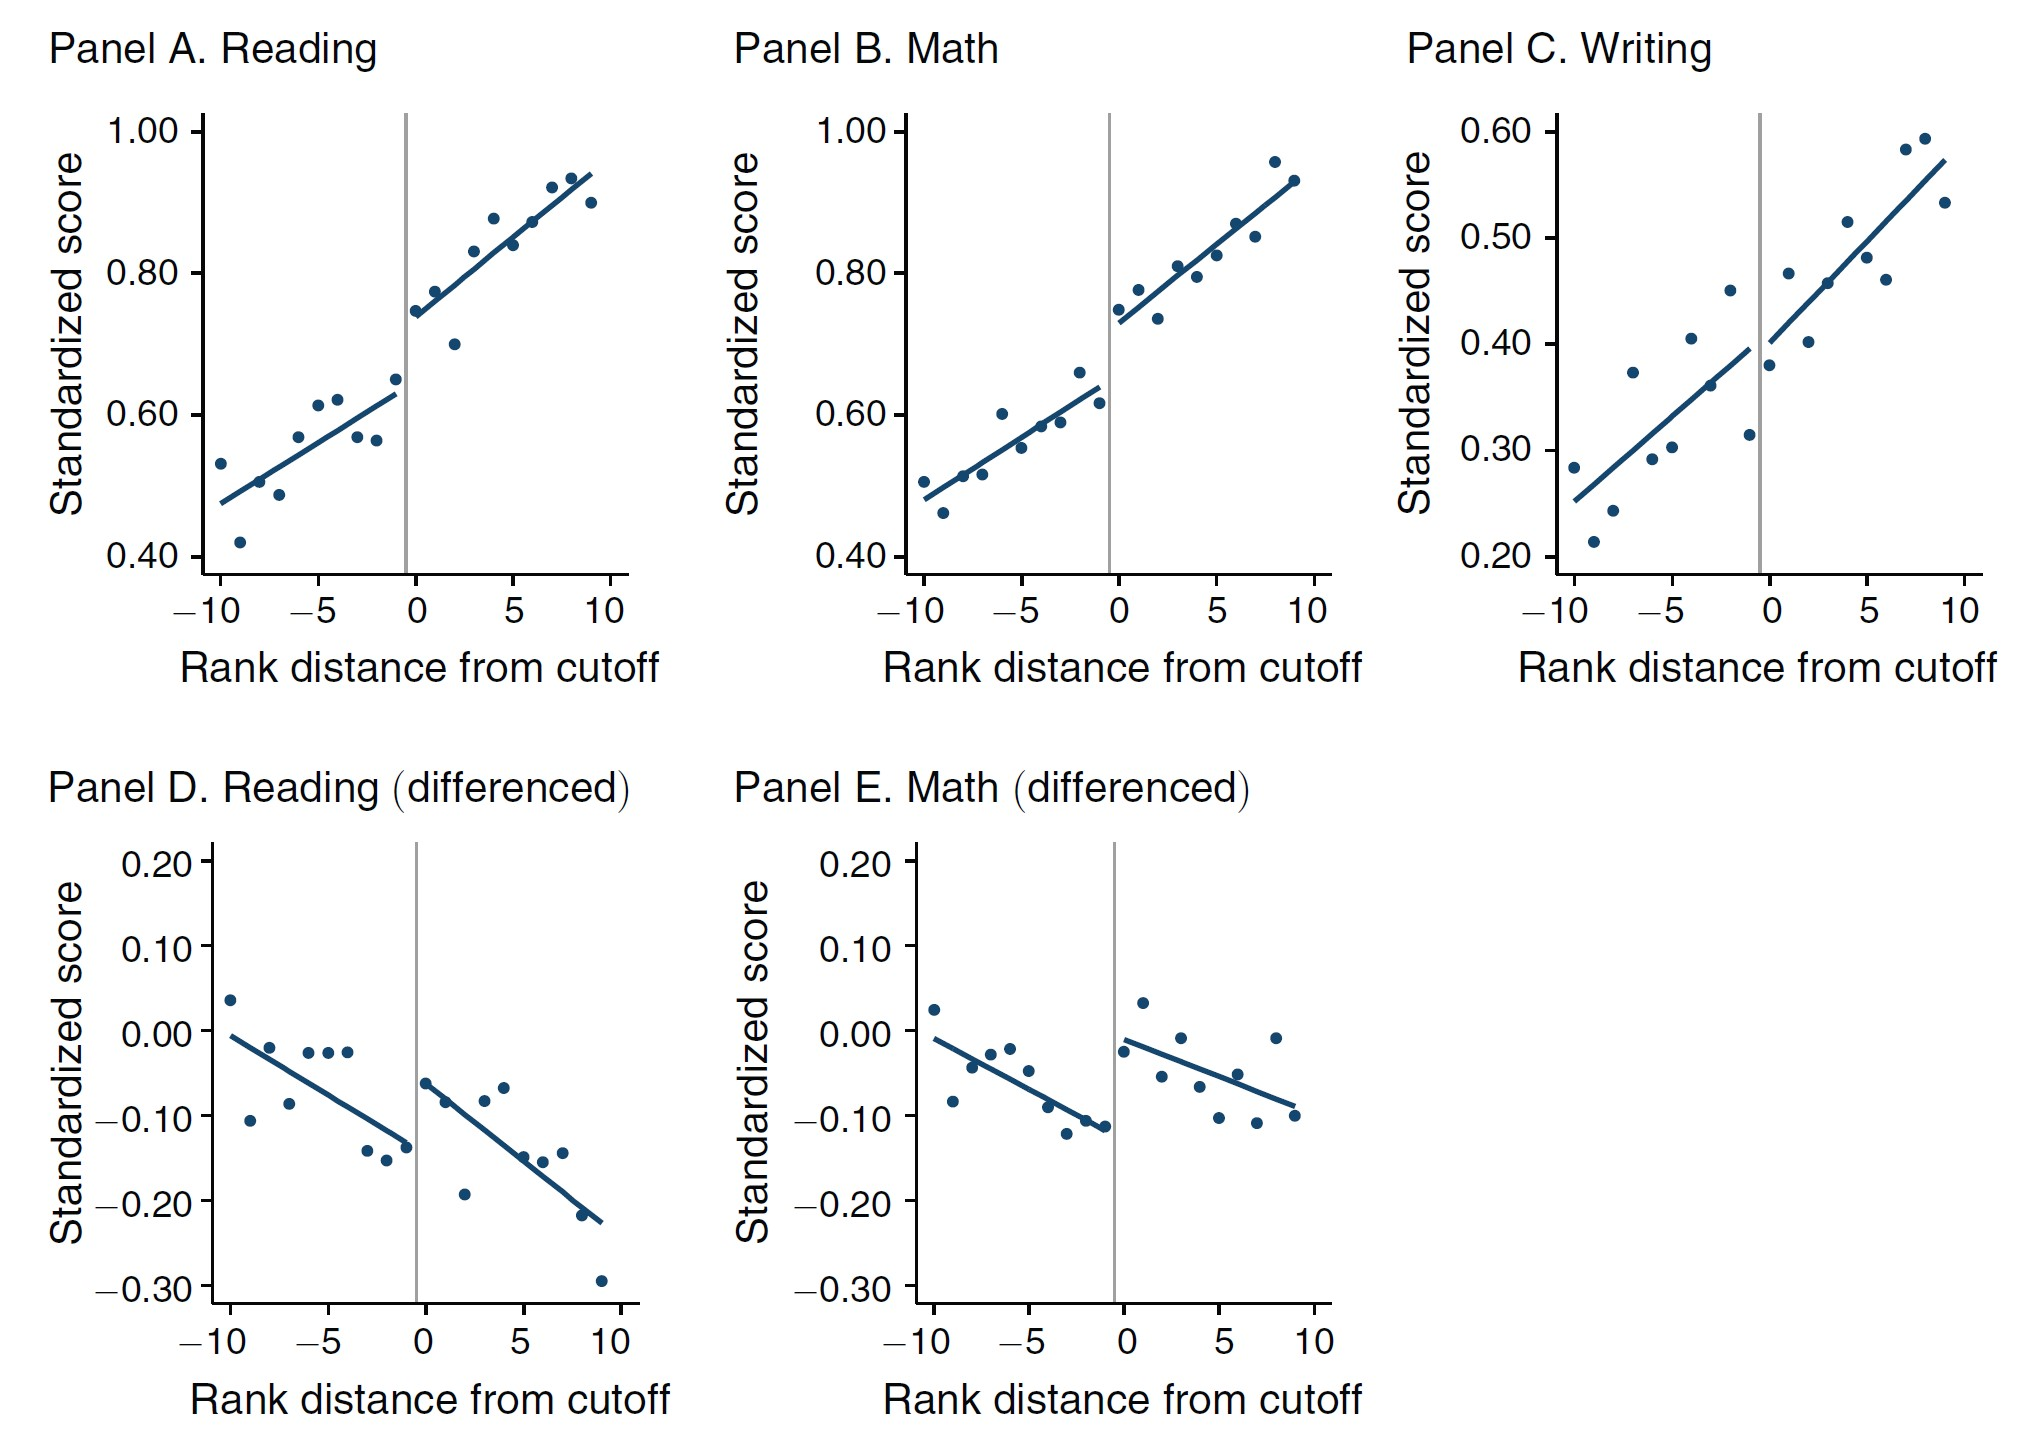 Panel A. Reading
Standardized score
1.00
0.80
0.60
0.40
−10 −5 0 5 10
Rank distance from cutoff
Panel B. Math
Standardized score
1.00
0.80
0.60
0.40
−10 −5 0 5 10
Rank distance from cutoff
Panel C. Writing
Standardized score
0.60
0.50
0.40
0.30
0.20
−10 −5 0 5 10
Rank distance from cutoff
Panel D. Reading (differenced)
Standardized score
0.20
0.10
0.00
−0.10
−0.20
−0.30
−10 −5 0 5 10
Rank distance from cutoff
Panel E. Math (differenced)
Standardized score
0.20
0.10
0.00
−0.10
−0.20
−0.30
−10 −5 0 5 10
Rank distance from cutoff